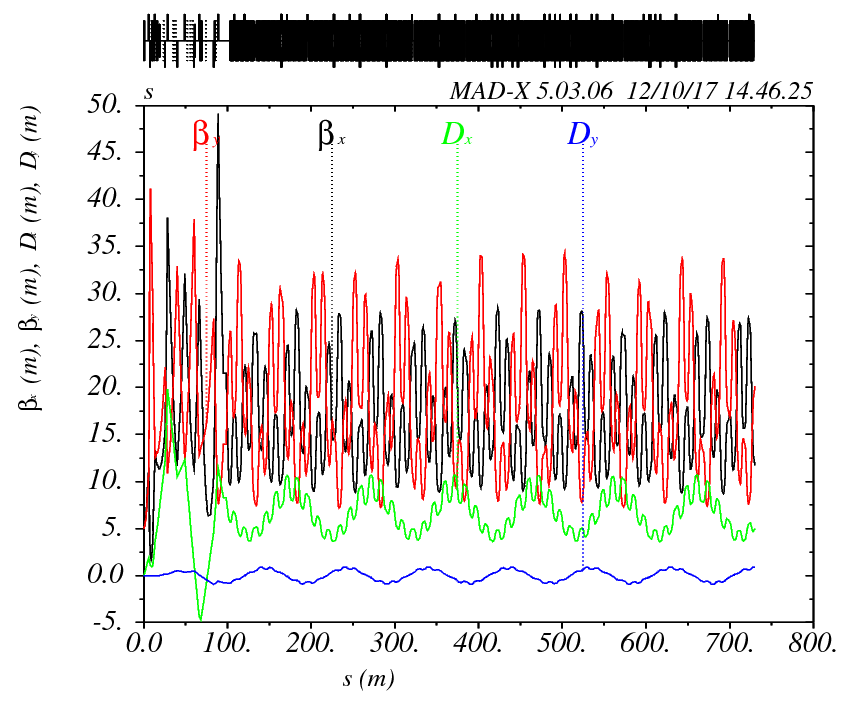 s MAD-X 5.03.06 12/10/17 14.46.25
50.
45.
40.
35.
30.
25.
20.
15.
10.
5.
0.0
-5.
βx (m), βy (m), Dx (m), Dy (m)
βy βx Dx Dy
0.0 100. 200. 300. 400. 500. 600. 700. 800.
s (m)